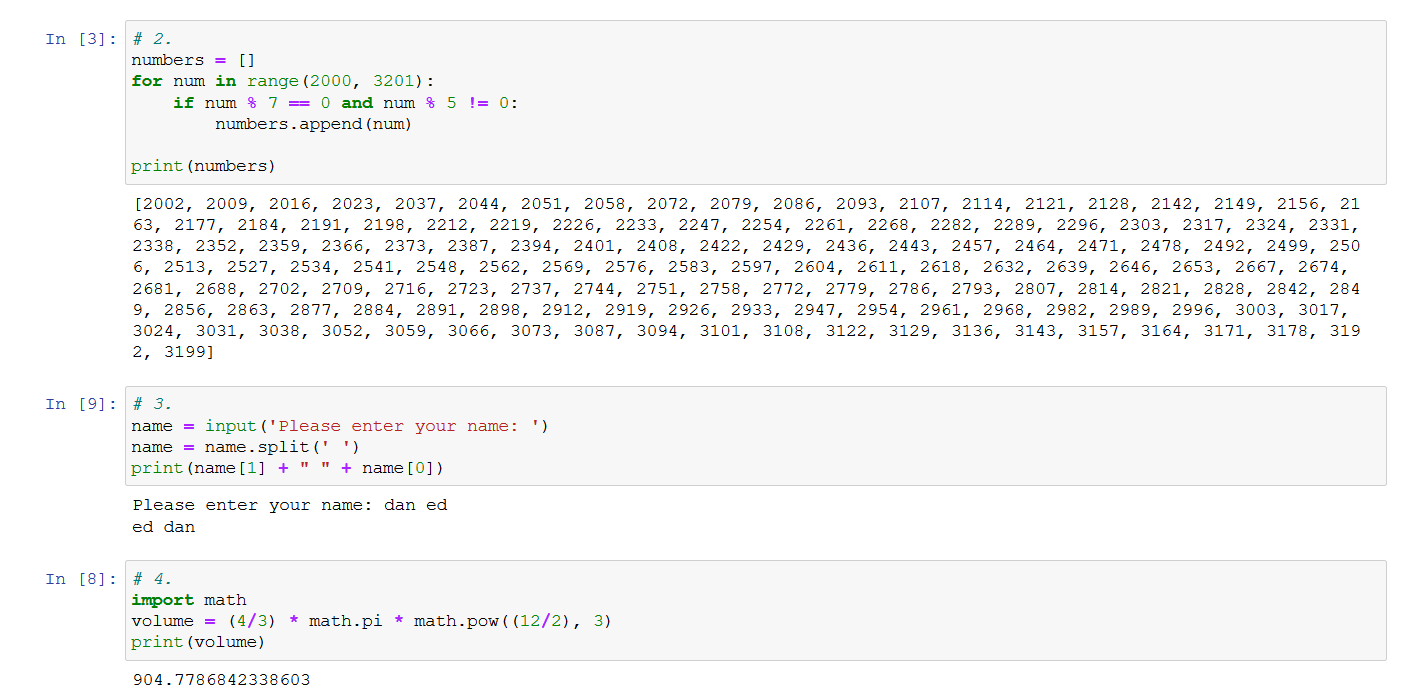 In [3]: # 2.
numbers = []
for num in range(2000, 3201):
    if num % 7 == 0 and num % 5 != 0:
        numbers.append(num)
print(numbers)
[2002, 2009, 2016, 2023, 2037, 2044, 2051, 2058, 2072, 2079, 2086, 2093, 2107, 2114, 2121, 2128, 2142, 2149, 2156, 21
63, 2177, 2184, 2191, 2198, 2212, 2219, 2226, 2233, 2247, 2254, 2261, 2268, 2282, 2289, 2296, 2303, 2317, 2324, 2331,
2338, 2352, 2359, 2366, 2373, 2387, 2394, 2401, 2408, 2422, 2429, 2436, 2443, 2457, 2464, 2471, 2478, 2492, 2499, 250
6, 2513, 2527, 2534, 2541, 2548, 2562, 2569, 2576, 2583, 2597, 2604, 2611, 2618, 2632, 2639, 2646, 2653, 2667, 2674,
2681, 2688, 2702, 2709, 2716, 2723, 2737, 2744, 2751, 2758, 2772, 2779, 2786, 2793, 2807, 2814, 2821, 2828, 2842, 284
9, 2856, 2863, 2877, 2884, 2891, 2898, 2912, 2919, 2926, 2933, 2947, 2954, 2961, 2968, 2982, 2989, 2996, 3003, 3017,
3024, 3031, 3038, 3052, 3059, 3066, 3073, 3087, 3094, 3101, 3108, 3122, 3129, 3136, 3143, 3157, 3164, 3171, 3178, 319
2, 3199]
In [9]: # 3.
name = input('Please enter your name: ')
name = name.split(' ')
print(name[1] + " " + name[0])
Please enter your name: dan ed
ed dan
In [8]: # 4.
import math
volume = (4/3) * math.pi * math.pow((12/2), 3)
print(volume)
904.7786842338603